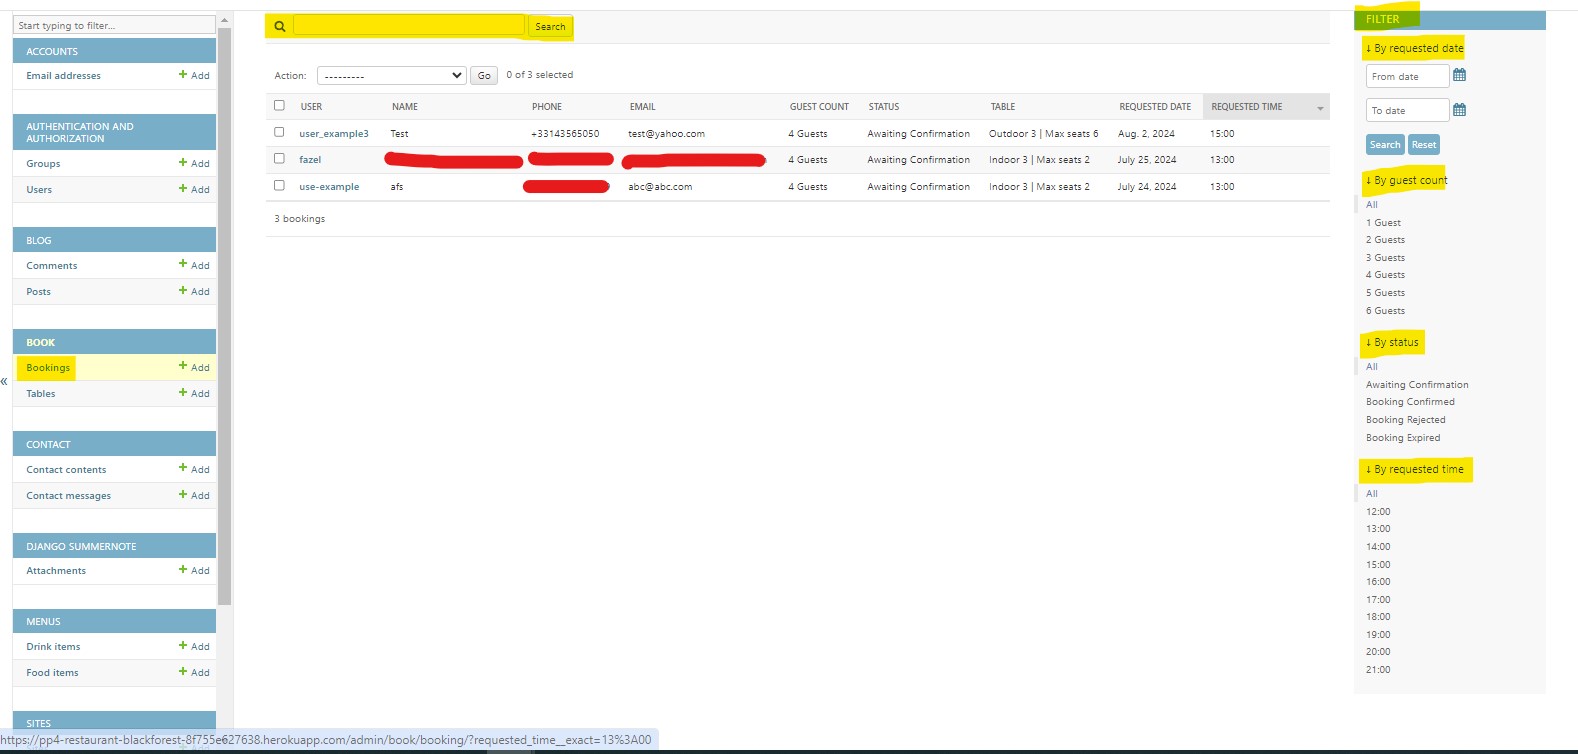 Start typing to filter...
ACCOUNTS
Email addresses + Add
AUTHENTICATION AND
AUTHORIZATION
Groups + Add
Users + Add
BLOG
Comments + Add
Posts + Add
BOOK
Bookings + Add
Tables + Add
CONTACT
Contact contents + Add
Contact messages + Add
DJANGO SUMMERNOTE
Attachments + Add
MENUS
Drink items + Add
Food items + Add
SITES
«
Search
Action: --------- Go 0 of 3 selected
USER NAME PHONE EMAIL GUEST COUNT STATUS TABLE REQUESTED DATE REQUESTED TIME
user_example3 Test +33143565050 test@yahoo.com 4 Guests Awaiting Confirmation Outdoor 3 | Max seats 6 Aug. 2, 2024 15:00
fazel 4 Guests Awaiting Confirmation Indoor 3 | Max seats 2 July 25, 2024 13:00
use-example afs abc@abc.com 4 Guests Awaiting Confirmation Indoor 3 | Max seats 2 July 24, 2024 13:00
3 bookings
FILTER
↓ By requested date
From date
To date
Search Reset
↓ By guest count
All
1 Guest
2 Guests
3 Guests
4 Guests
5 Guests
6 Guests
↓ By status
All
Awaiting Confirmation
Booking Confirmed
Booking Rejected
Booking Expired
↓ By requested time
All
12:00
13:00
14:00
15:00
16:00
17:00
18:00
19:00
20:00
21:00
https://pp4-restaurant-blackforest-8f755e627638.herokuapp.com/admin/book/booking/?requested_time__exact=13%3A00